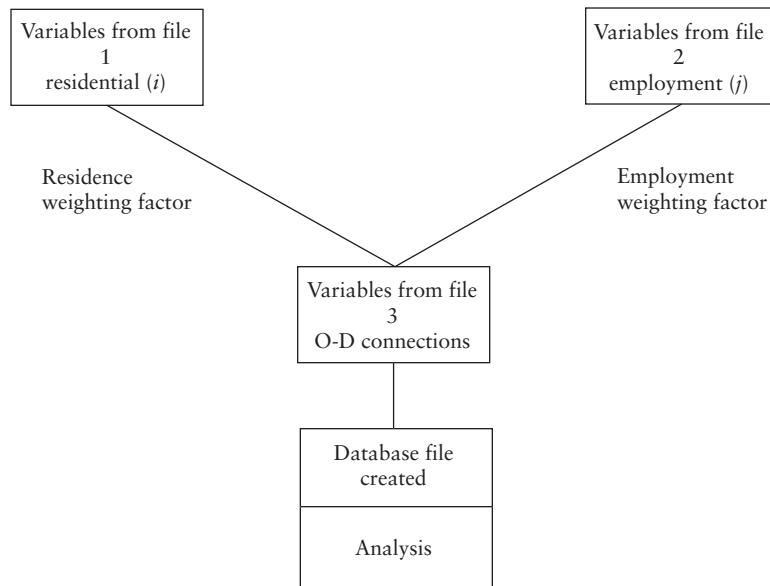 Variables from file
1
residential (i)
Variables from file
2
employment (j)
Residence
weighting factor
Employment
weighting factor
Variables from file
3
O-D connections
Database file
created
Analysis